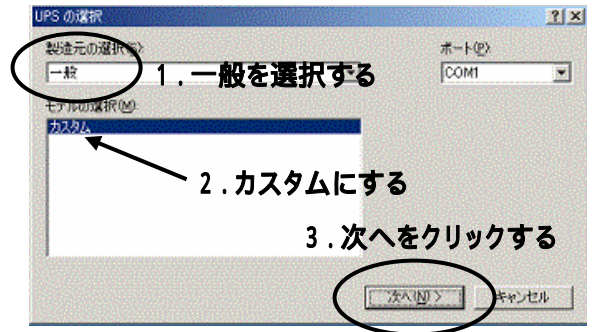 UPS の選択
製造元の選択(S):
ポート(P):
一般
1.一般を選択する
COM1
モデルの選択(M):
カスタム
2.カスタムにする
3.次へをクリックする
次へ(N) >
キャンセル